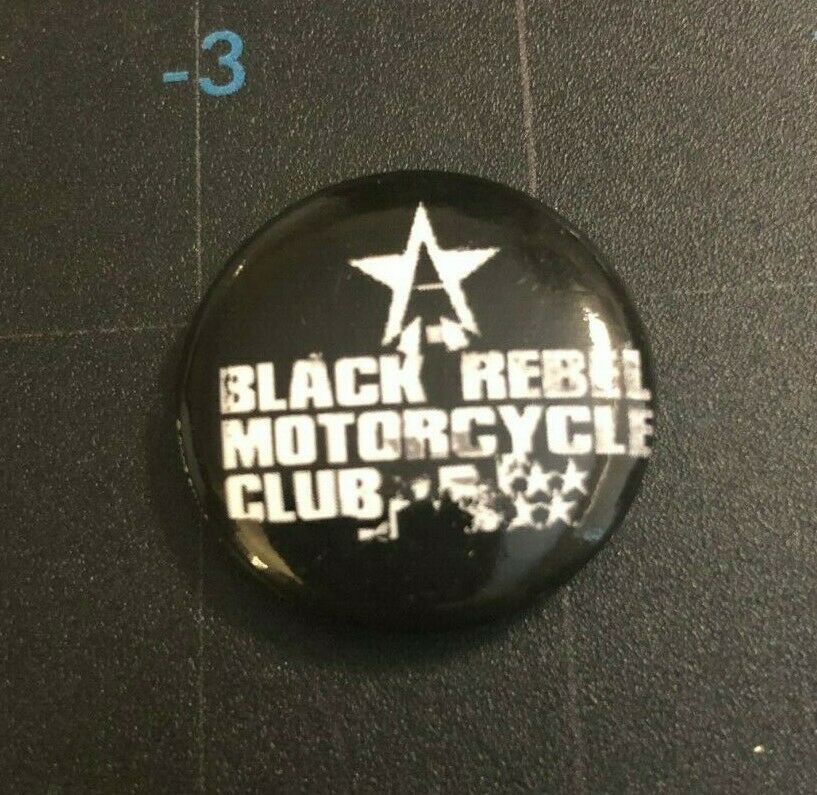 -3
BLACK REBEL
MOTORCYCLE
CLUB